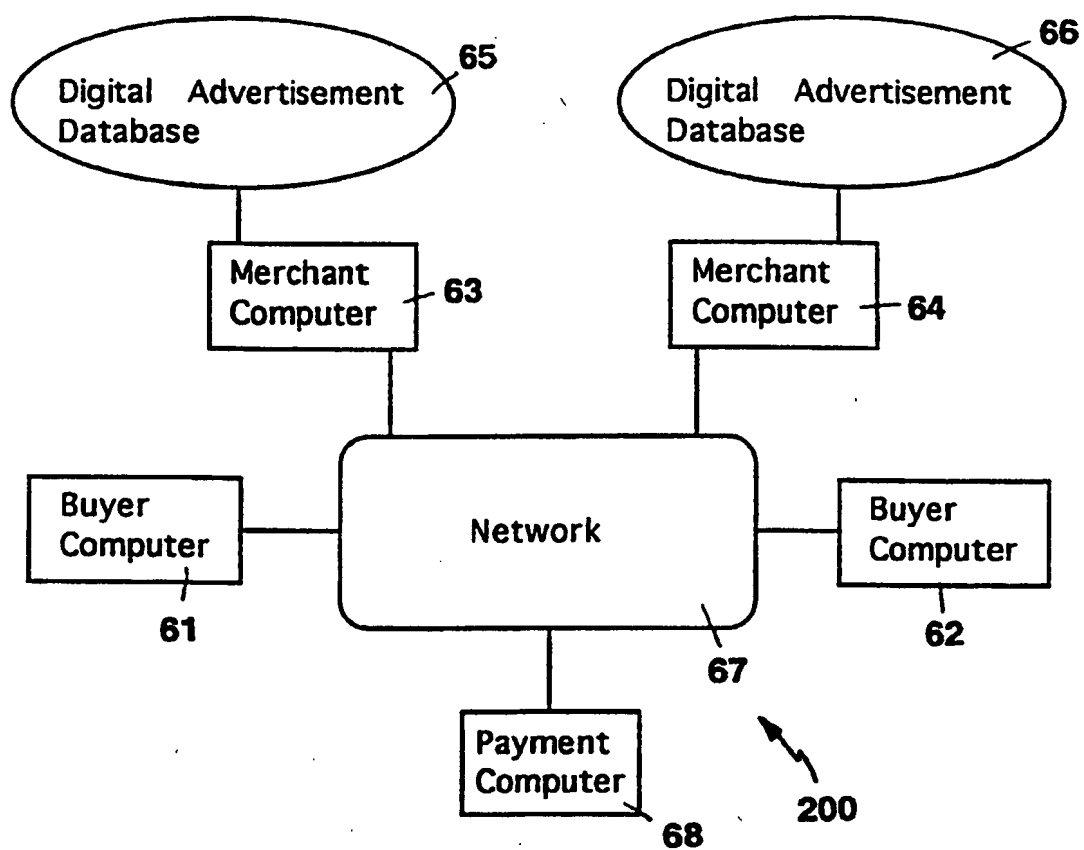 65
Digital Advertisement
Database
66
Digital Advertisement
Database
Merchant
Computer
63
Merchant
Computer
64
Buyer
Computer
61
Network
67
Buyer
Computer
62
Payment
Computer
68
200